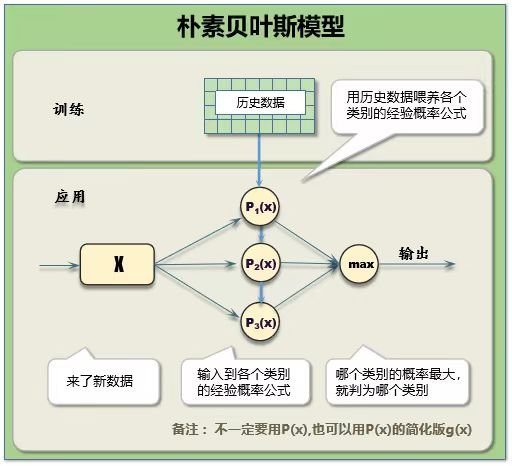 朴素贝叶斯模型
训练
历史数据
用历史数据喂养各个
类别的经验概率公式
应用
P₁(x)
X
P₂(x)
max
输出
P₃(x)
来了新数据
输入到各个类别
的经验概率公式
哪个类别的概率最大,
就判为哪个类别
备注： 不一定要用P(x),也可以用P(x)的简化版g(x)